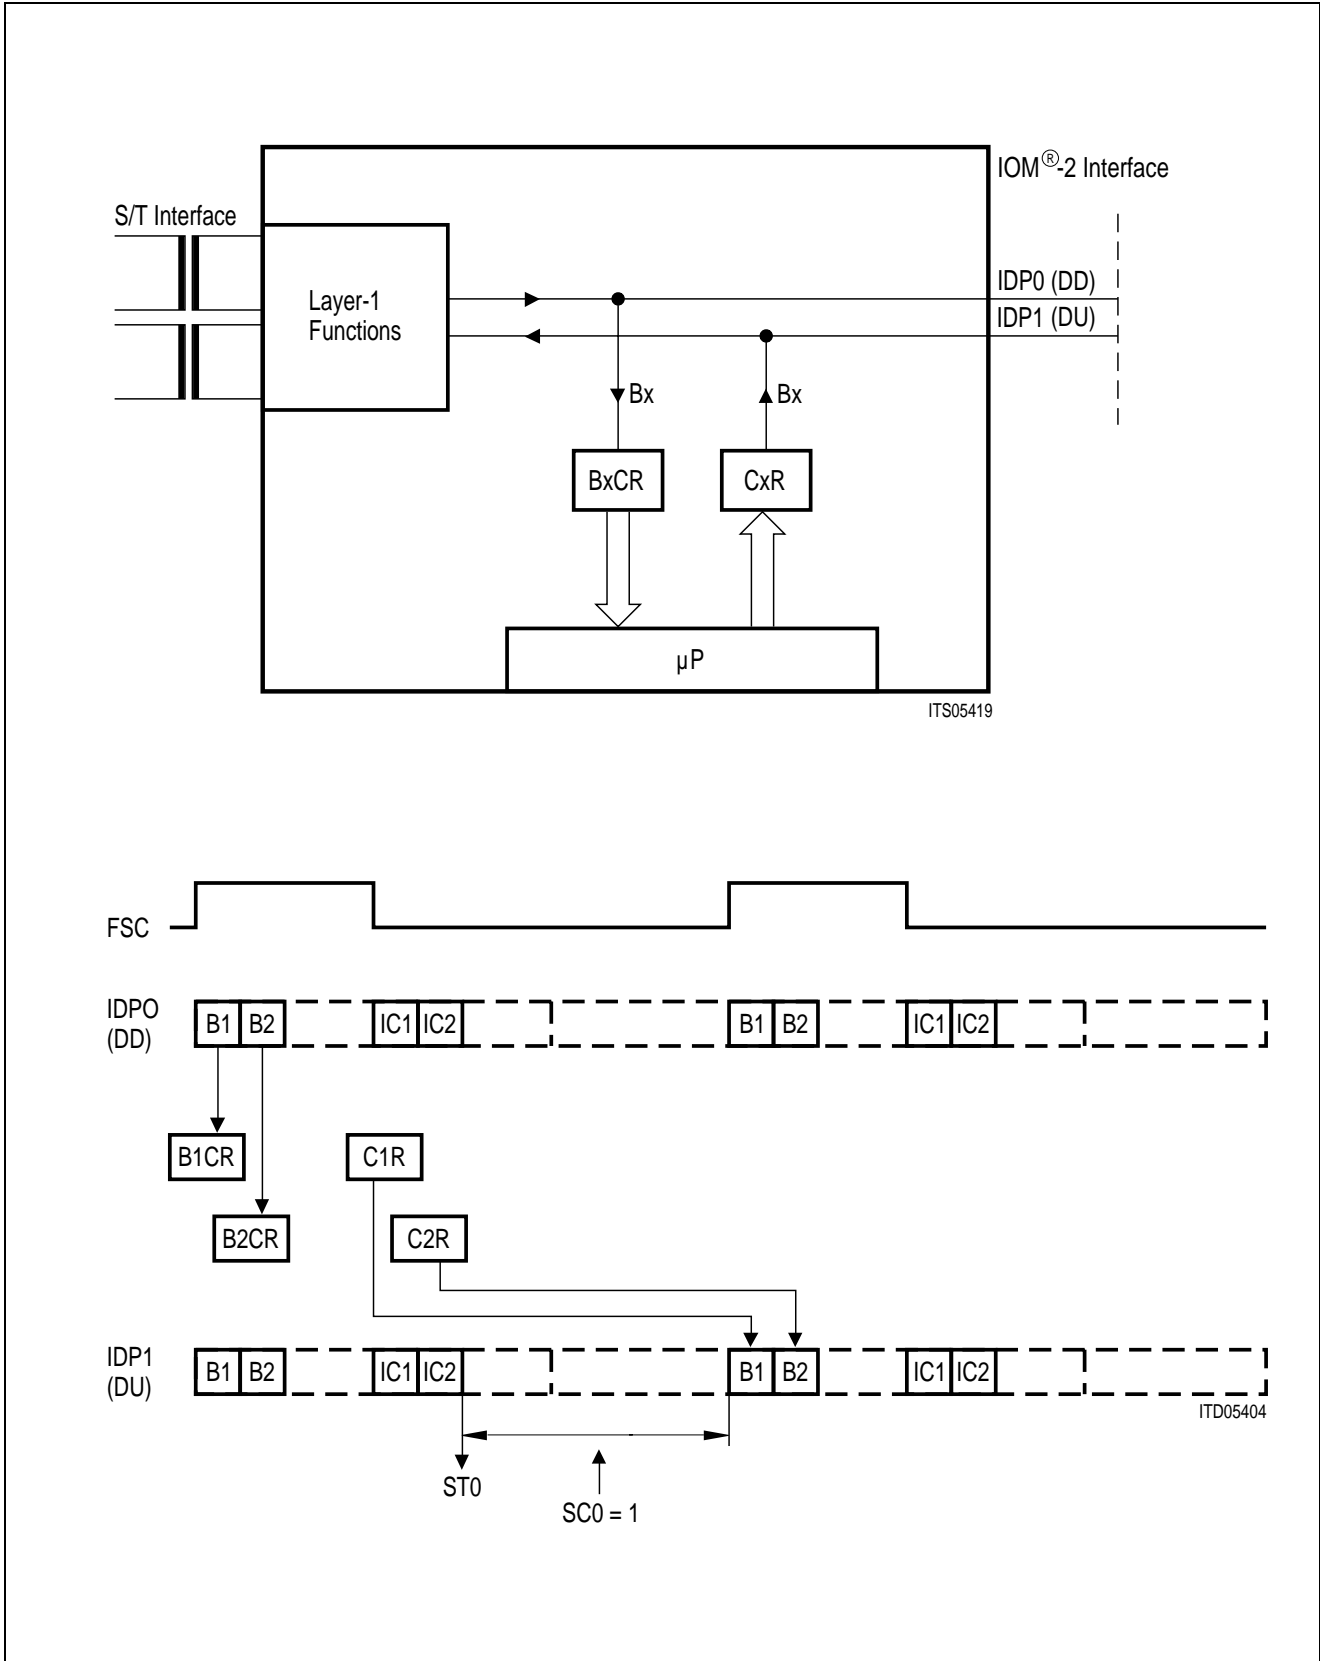 IOM®-2 Interface
S/T Interface
Layer-1
Functions
IDP0 (DD)
IDP1 (DU)
Bx
Bx
BxCR
CxR
µP
ITS05419
FSC
IDPO
(DD)
B1 B2 IC1 IC2 B1 B2 IC1 IC2
B1CR
C1R
B2CR
C2R
IDP1
(DU)
B1 B2 IC1 IC2 B1 B2 IC1 IC2
ITD05404
ST0
SC0 = 1